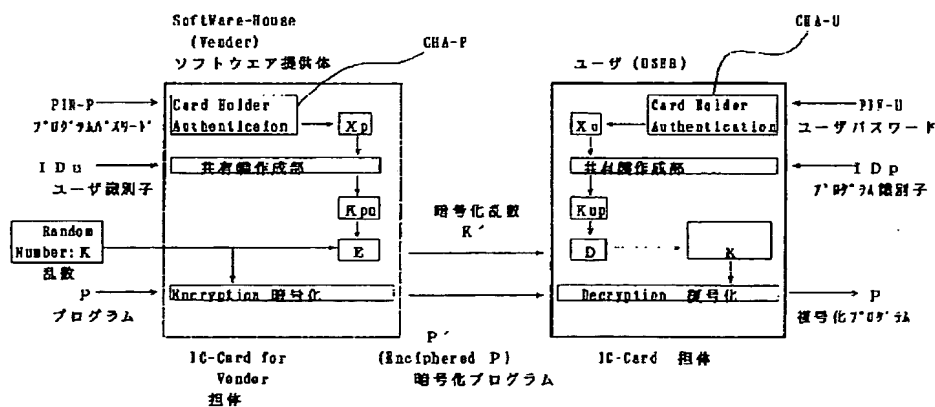 SoftWare-House
(Vender)
ソフトウエア提供体
CHA-P
PIN-P
プログラムパスワード
Card Holder
Authentication
Xp
IDu
ユーザ識別子
共有鍵作成部
Kpu
Random
Number: K
乱数
E
P
プログラム
Encryption 暗号化
IC-Card for
Vender
担体
暗号化乱数
K´
P´
(Enciphered P)
暗号化プログラム
CHA-U
ユーザ (USER)
Card Holder
Authentication
Xu
PIN-U
ユーザパスワード
共有鍵作成部
IDp
プログラム識別子
Kup
D
K
Decryption 復号化
P
復号化プログラム
IC-Card 担体